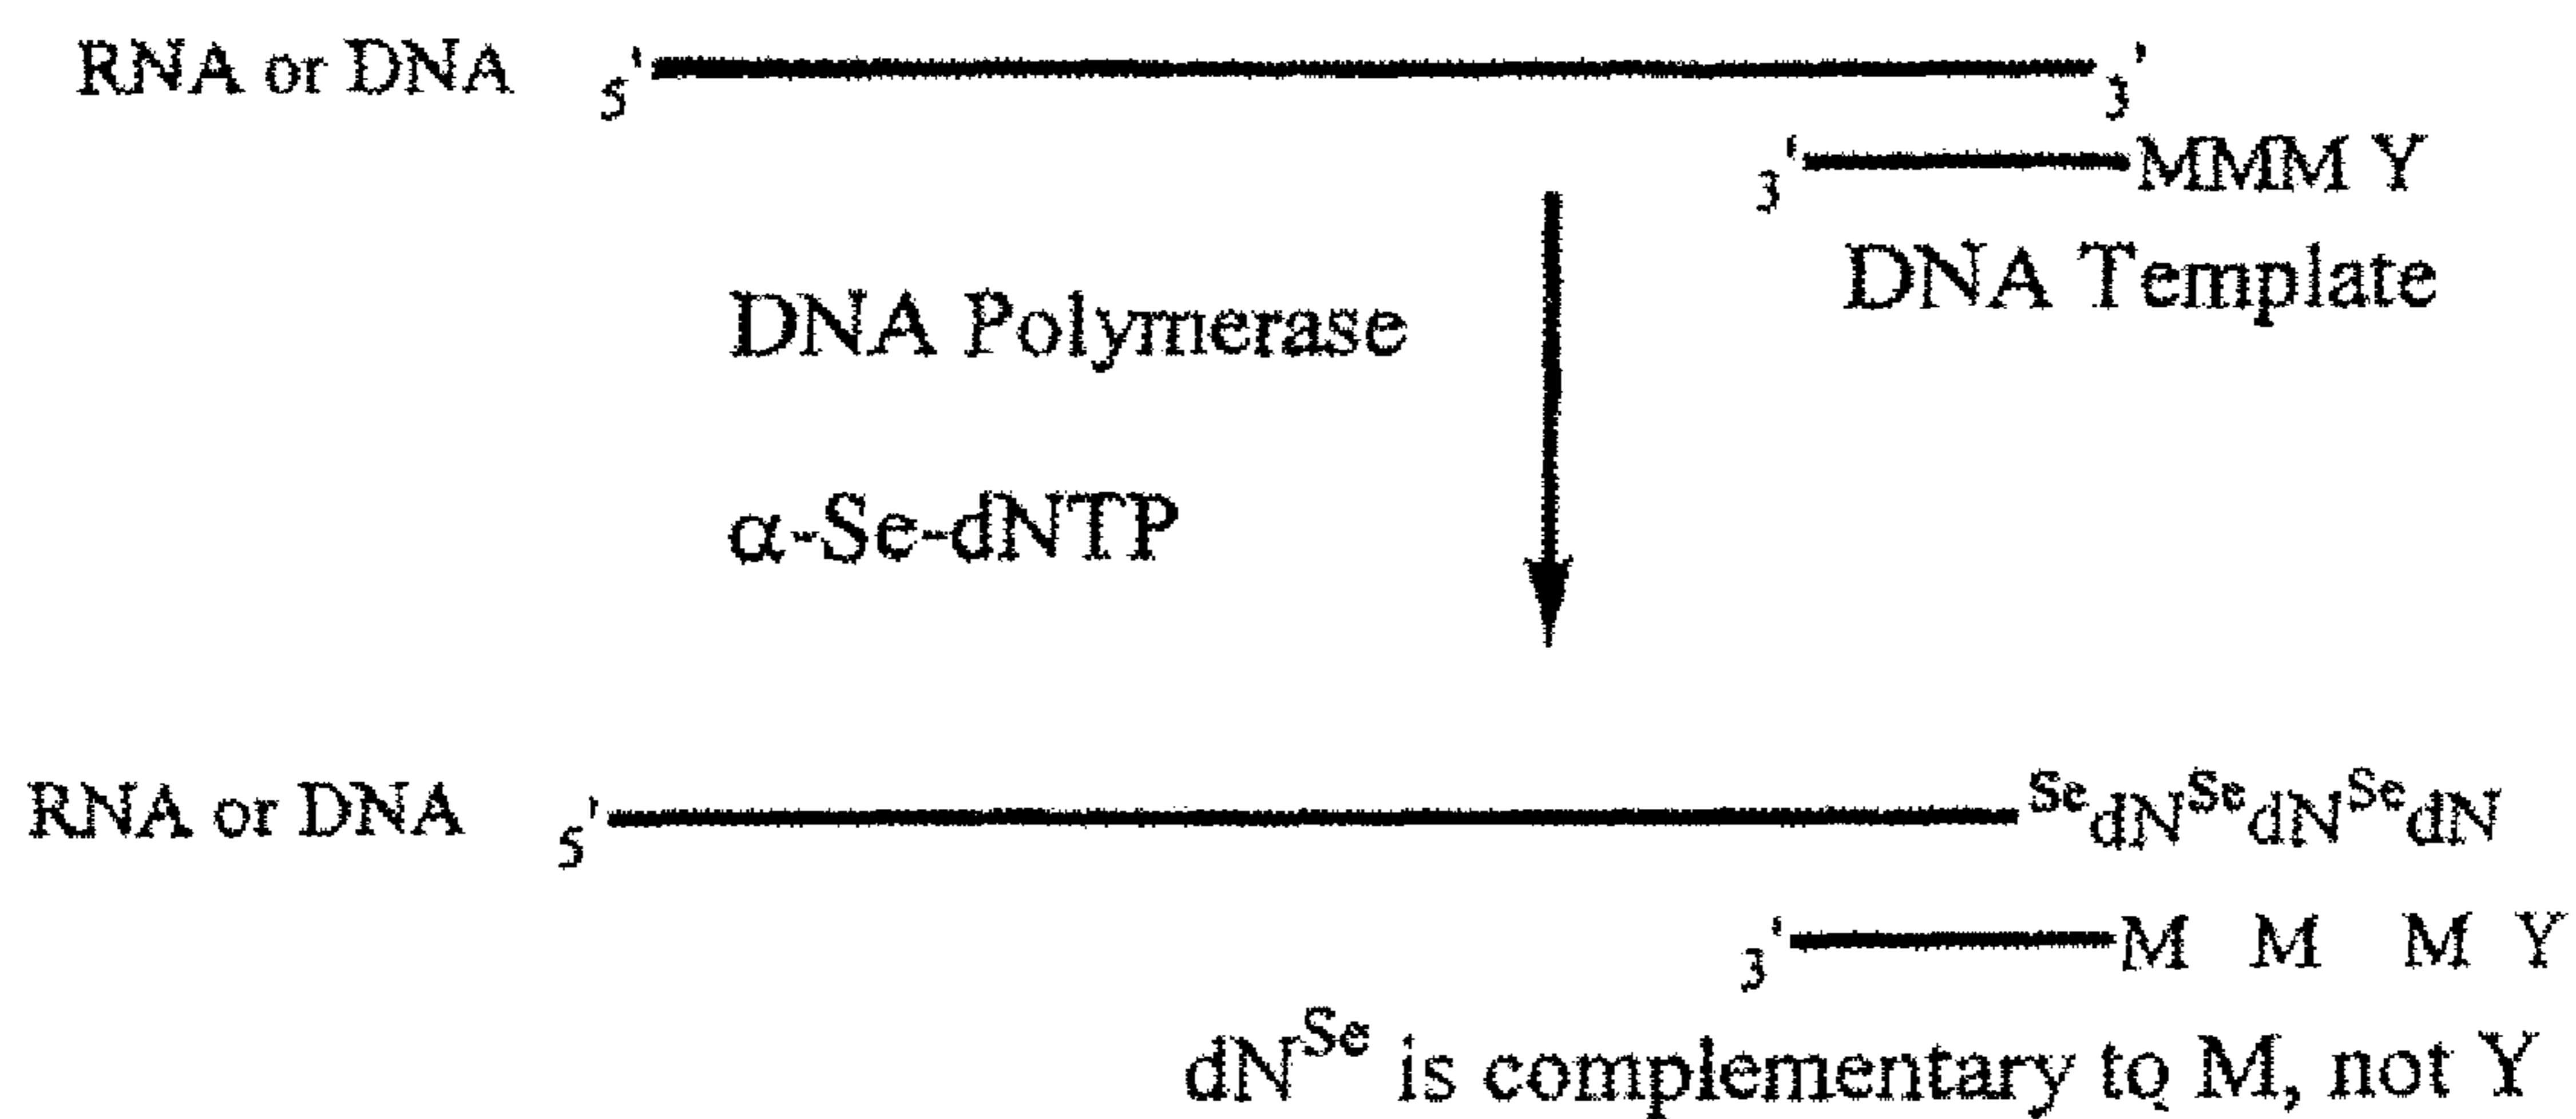 RNA or DNA 5' 3'
3' MMM Y
DNA Template
DNA Polymerase
α-Se-dNTP
RNA or DNA 5' SedNSedNSedN
3' M M M Y
dNSe is complementary to M, not Y